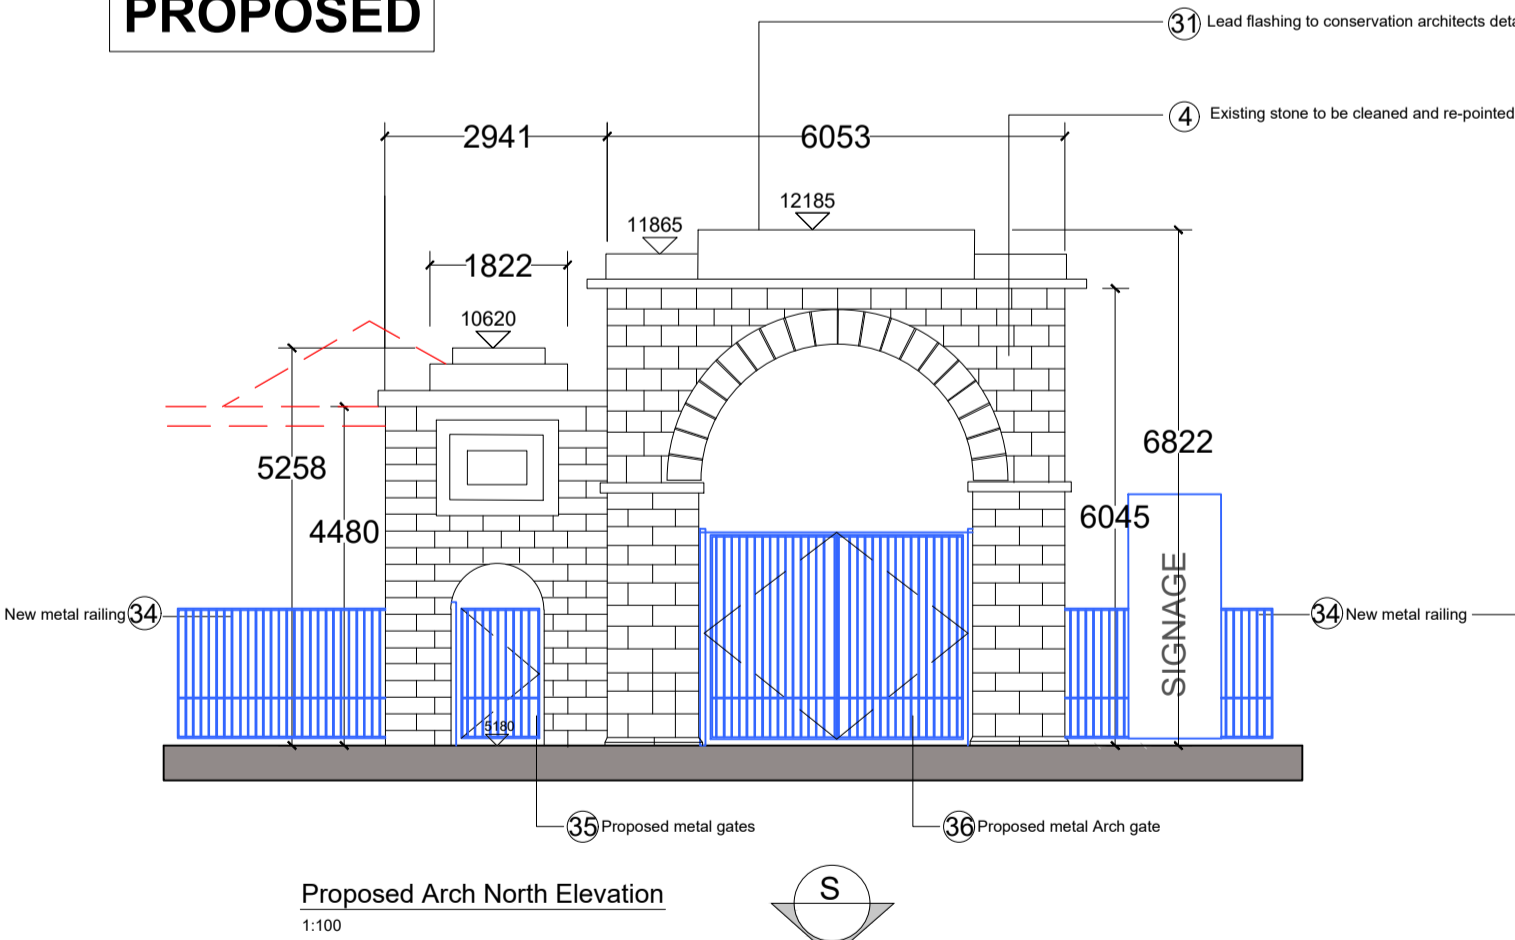 PROPOSED
31 Lead flashing to conservation architects
4 Existing stone to be cleaned and re-pointed
2941
6053
12185
11865
1822
10620
5258
4480
6822
6045
SIGNAGE
New metal railing 34
34 New metal railing
5180
35 Proposed metal gates
36 Proposed metal Arch gate
Proposed Arch North Elevation
1:100
S